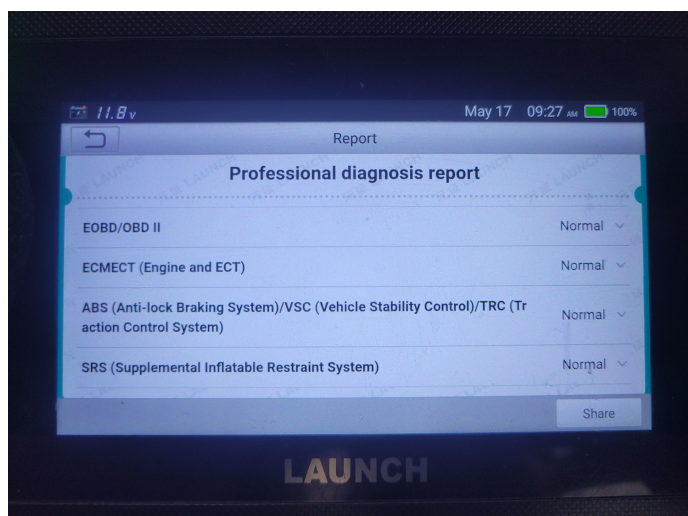 11.8 v May 17 09:27 AM 100%
Report
Professional diagnosis report
EOBD/OBD II Normal
ECMECT (Engine and ECT) Normal
ABS (Anti-lock Braking System)/VSC (Vehicle Stability Control)/TRC (Tr
action Control System) Normal
SRS (Supplemental Inflatable Restraint System) Normal
Share
LAUNCH